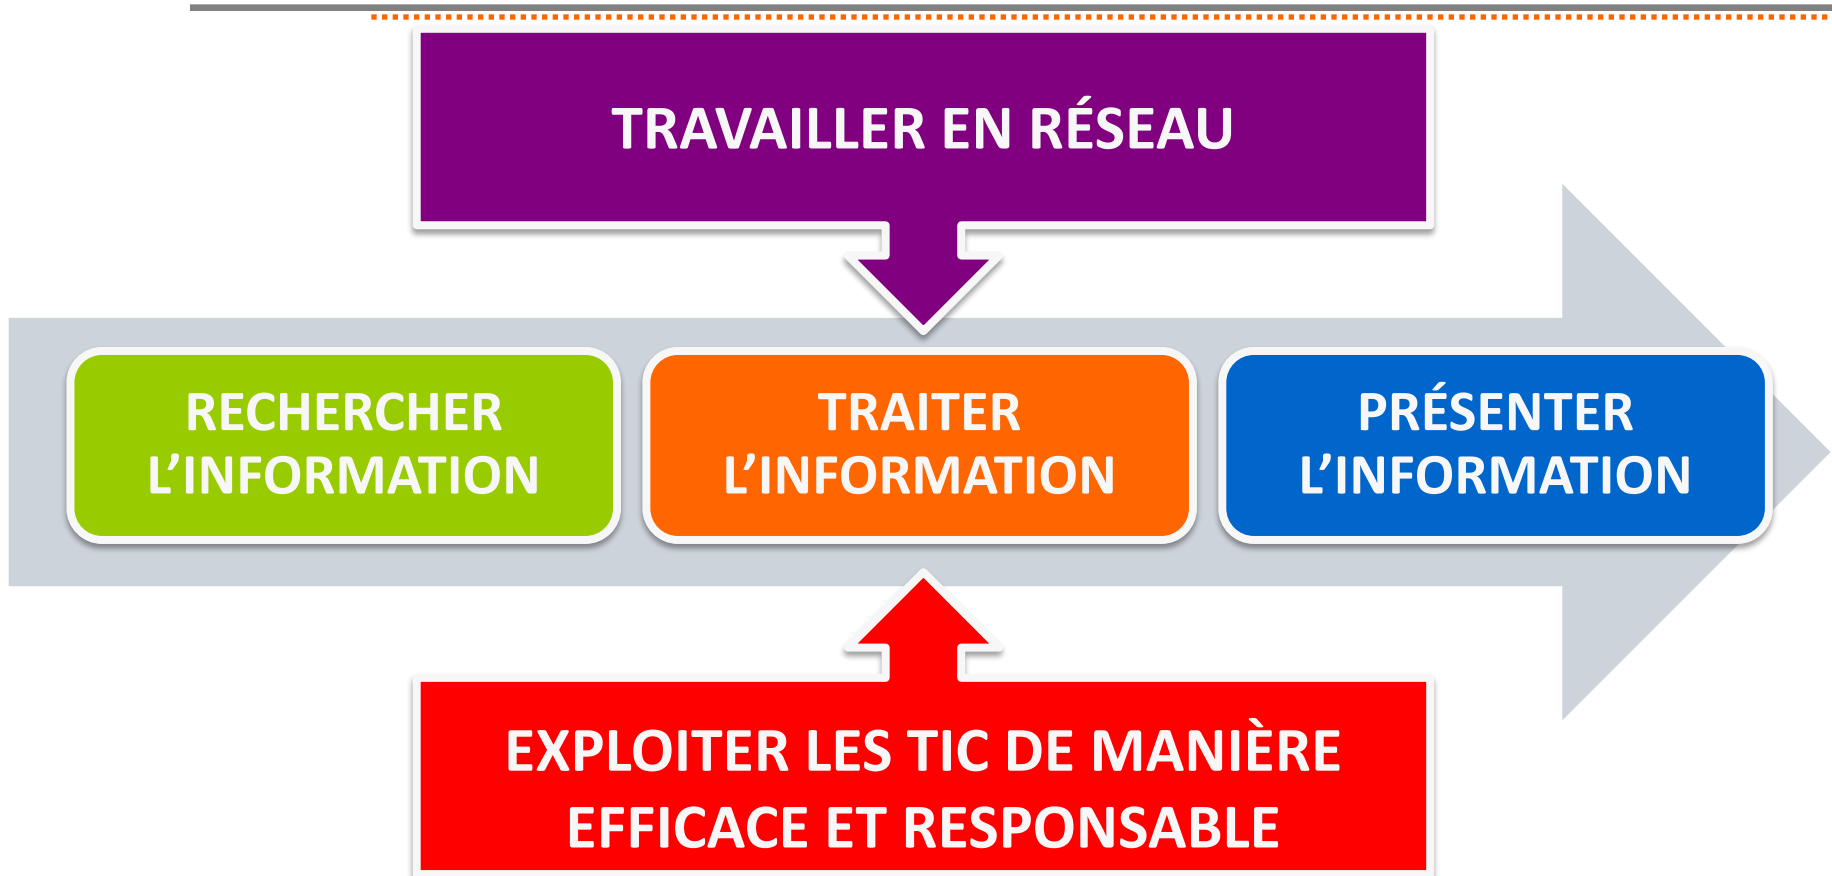 TRAVAILLER EN RÉSEAU
RECHERCHER
L’INFORMATION
TRAITER
L’INFORMATION
PRÉSENTER
L’INFORMATION
EXPLOITER LES TIC DE MANIÈRE
EFFICACE ET RESPONSABLE